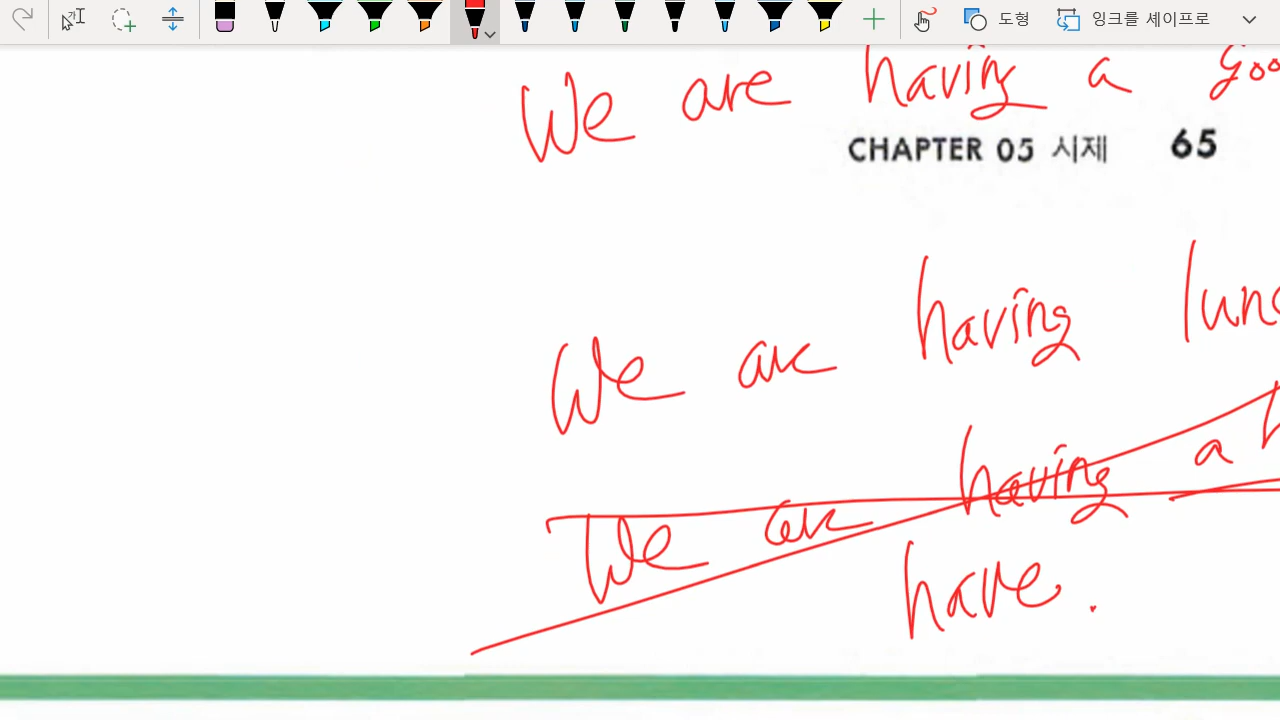 도형 잉크를 셰이프로
We are having a
CHAPTER 05 시제 65
We are having
We are having a
have.